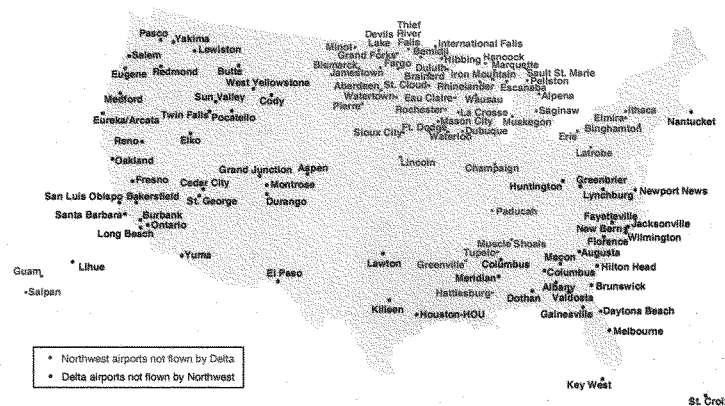 Thief
Devils River
Lake Falls
International Falls
Pasco
Yakima
Minot
Grand Forks
Bemidji
Hibbing
Hancock
Salem
Lewiston
Bismarck
Fargo
Duluth
Marquette
Jamestown
Brainerd
Iron Mountain
Sault St. Marie
Pellston
Eugene
Redmond
Butte
Aberdeen
St. Cloud
Rhinelander
Escanaba
West Yellowstone
Medford
Sun Valley
Cody
Watertown
Eau Claire
Wausau
Alpena
Pierre
Rochester
La Crosse
Saginaw
Ithaca
Eureka/Arcata
Twin Falls
Pocatello
Mason City
Muskegon
Elmira
Nantucket
Sioux City
Ft. Dodge
Dubuque
Binghamton
Waterloo
Erie
Reno
Elko
Latrobe
Oakland
Grand Junction
Aspen
Lincoln
Champaign
Fresno
Cedar City
Montrose
Huntington
Greenbrier
San Luis Obispo
Bakersfield
St. George
Durango
Lynchburg
Newport News
Santa Barbara
Burbank
Paducah
Fayetteville
Ontario
New Bern
Jacksonville
Long Beach
Muscle Shoals
Florence
Wilmington
Tupelo
Macon
Augusta
Guam
Lihue
Yuma
Lawton
Greenville
Columbus
Columbus
Hilton Head
El Paso
Meridian
Saipan
Hattiesburg
Albany
Brunswick
Killeen
Dothan
Valdosta
Houston-HOU
Gainesville
Daytona Beach
Melbourne
Northwest airports not flown by Delta
Delta airports not flown by Northwest
Key West
St. Croi